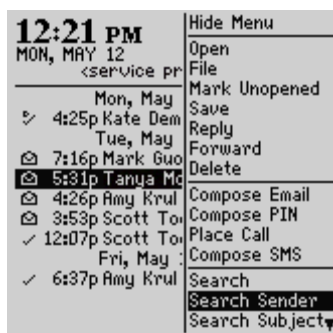 12:21 PM
MON, MAY 12
<service pr
Mon, May
4:25p Kate Dem
Tue, May
7:16p Mark Guo
5:31p Tanya Mc
4:26p Amy Krul
3:53p Scott To
12:07p Scott To
Fri, May
6:37p Amy Krul
Hide Menu
Open
File
Mark Unopened
Save
Reply
Forward
Delete
Compose Email
Compose PIN
Place Call
Compose SMS
Search
Search Sender
Search Subject